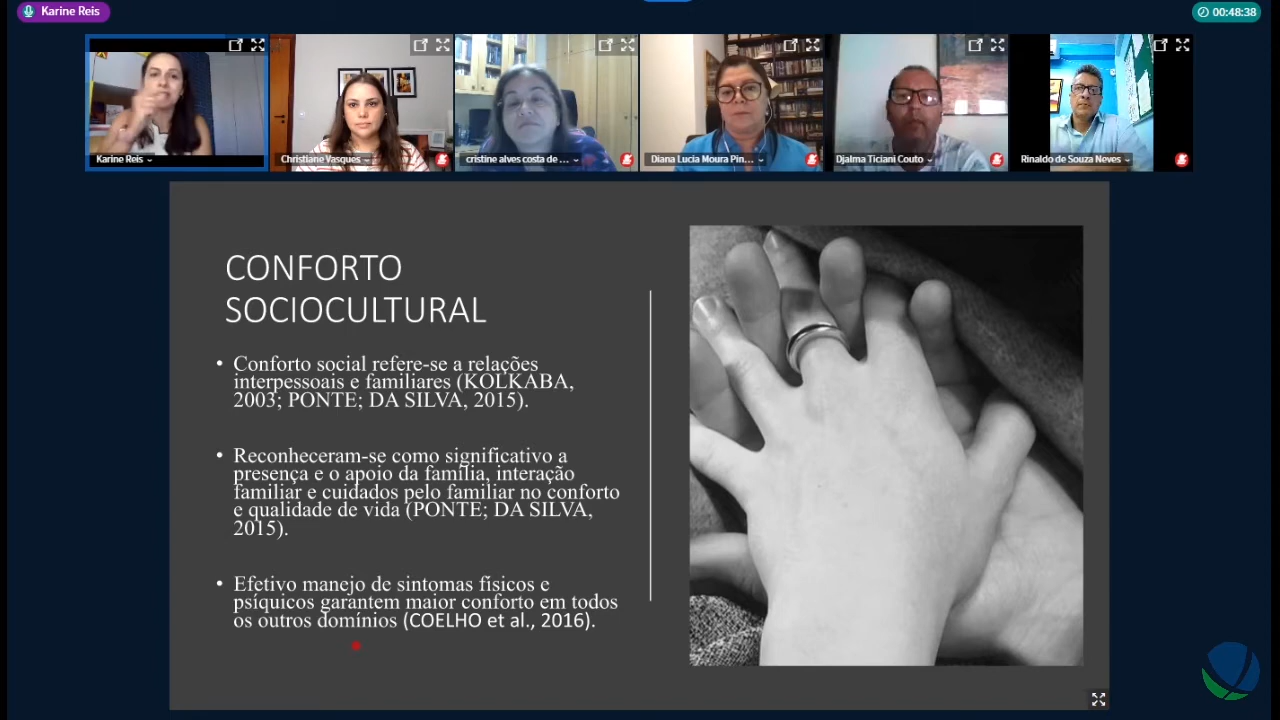 Karine Reis
00:48:38
Karine Reis
Christiane Vasques
cristine alves costa de ...
Diana Lucia Moura Pin...
Djalma Ticiani Couto
Rinaldo de Souza Neves
CONFORTO
SOCIOCULTURAL
• Conforto social refere-se a relações
interpessoais e familiares (KOLKABA,
2003; PONTE; DA SILVA, 2015).
• Reconheceram-se como significativo a
presença e o apoio da família, interação
familiar e cuidados pelo familiar no conforto
e qualidade de vida (PONTE; DA SILVA,
2015).
• Efetivo manejo de sintomas físicos e
psíquicos garantem maior conforto em todos
os outros domínios (COELHO et al., 2016).